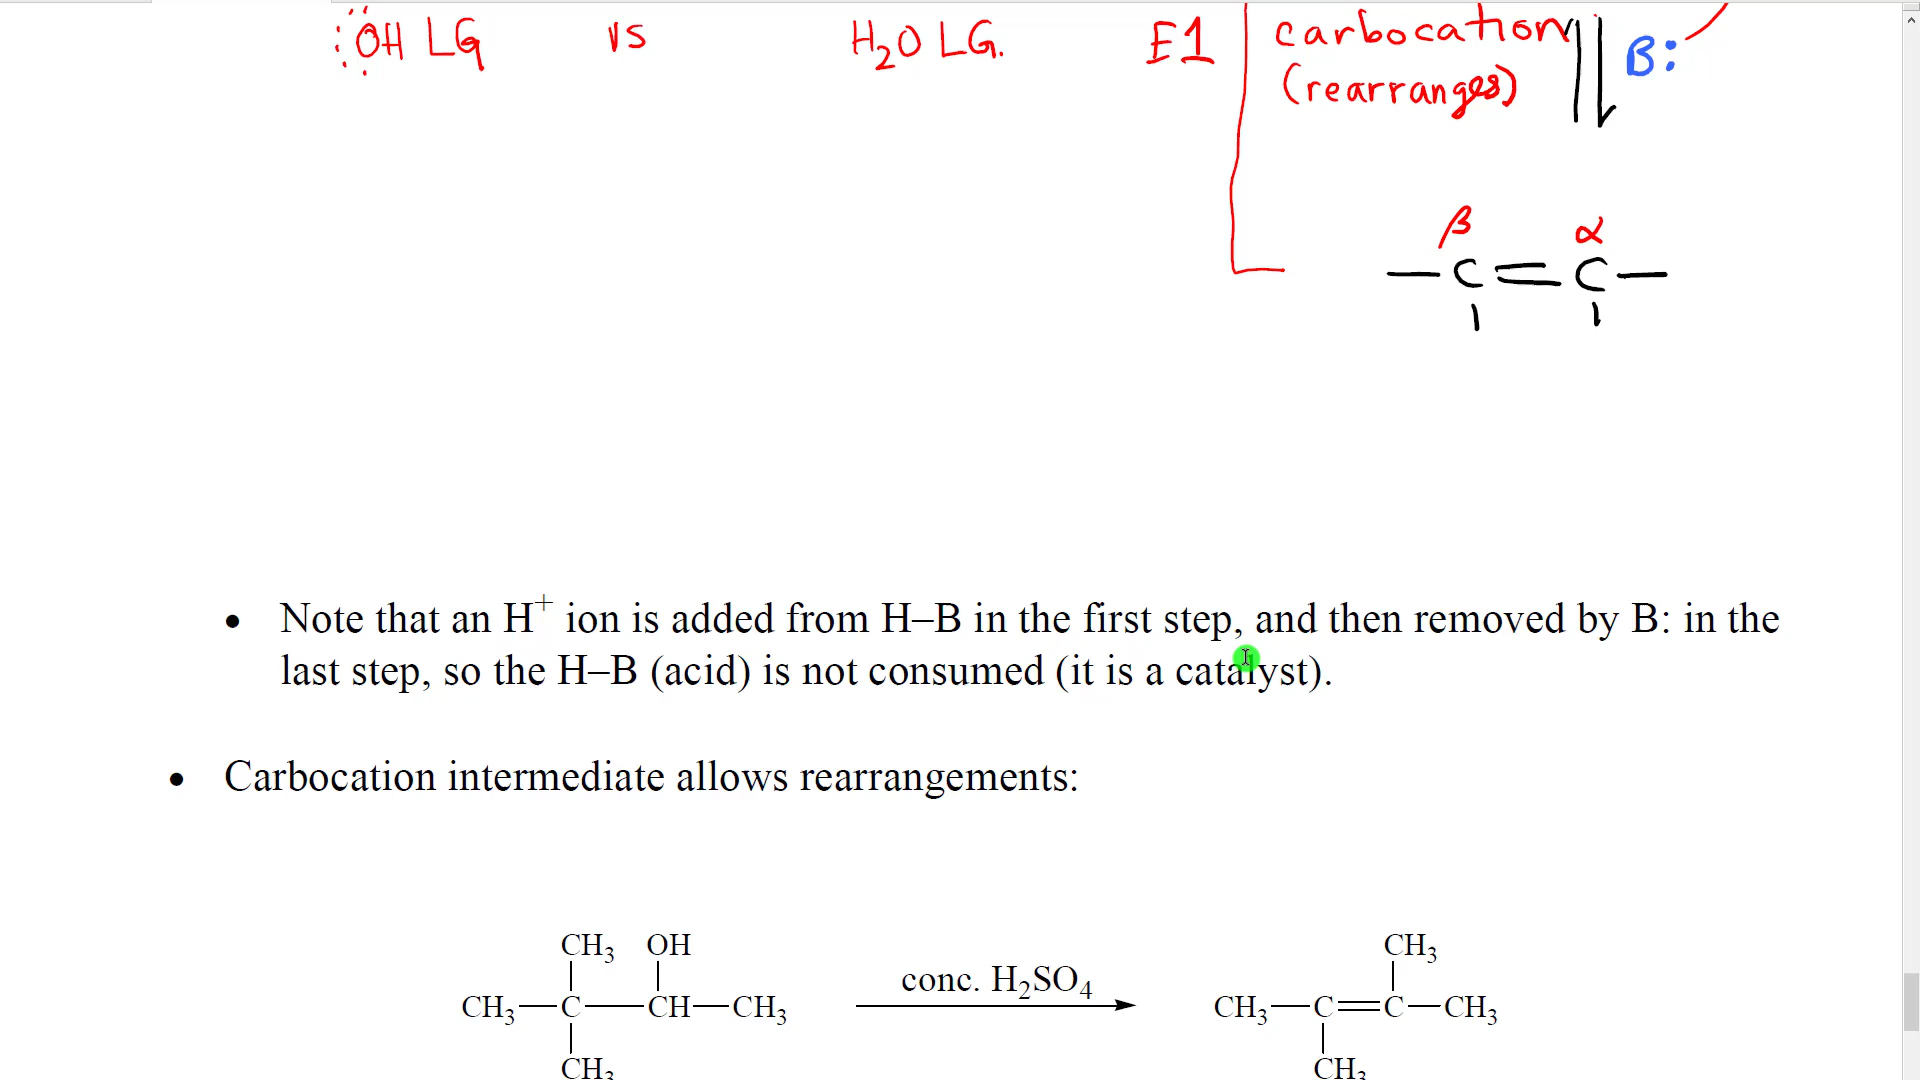 :ÖH LG vs H₂O LG. E1 carbocation B:
(rearranges)
β α
— C = C —
• Note that an H⁺ ion is added from H–B in the first step, and then removed by B: in the
last step, so the H–B (acid) is not consumed (it is a catalyst).
• Carbocation intermediate allows rearrangements:
CH₃ OH CH₃
conc. H₂SO₄
CH₃—C—CH—CH₃ CH₃—C=C—CH₃
CH₃ CH₃